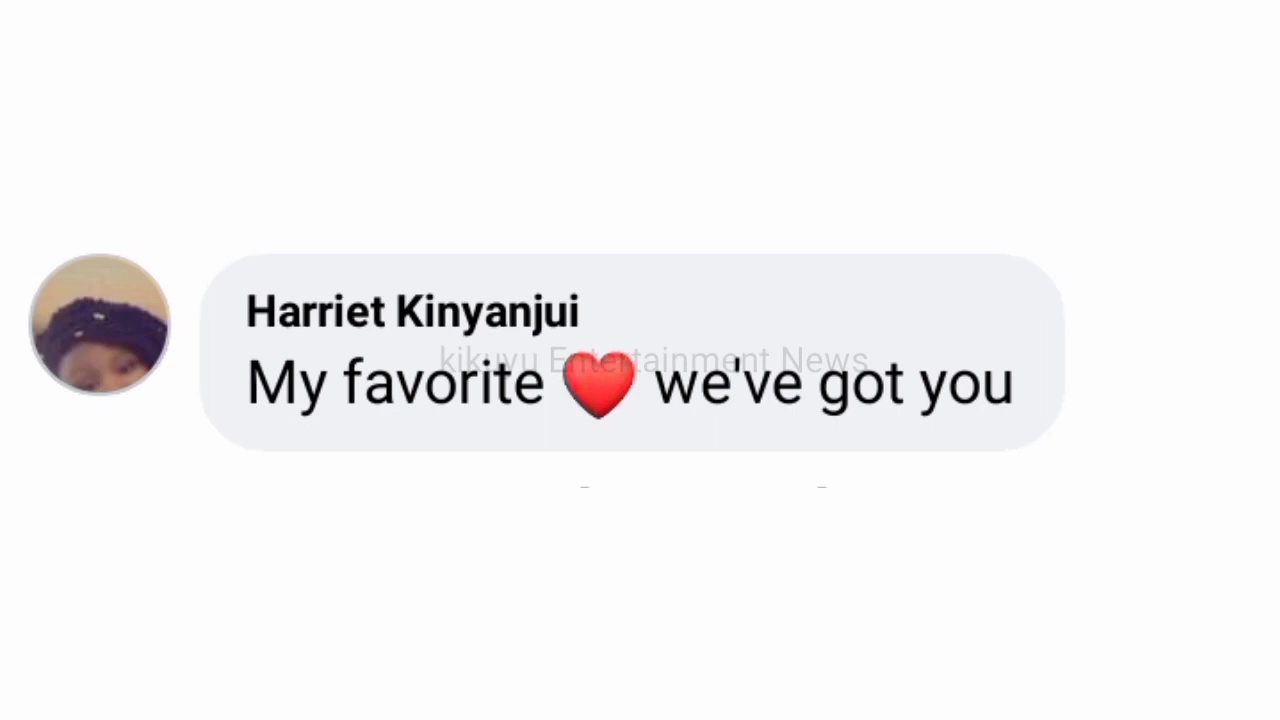 Harriet Kinyanjui
kikuyu Entertainment News
My favorite ❤️ we've got you